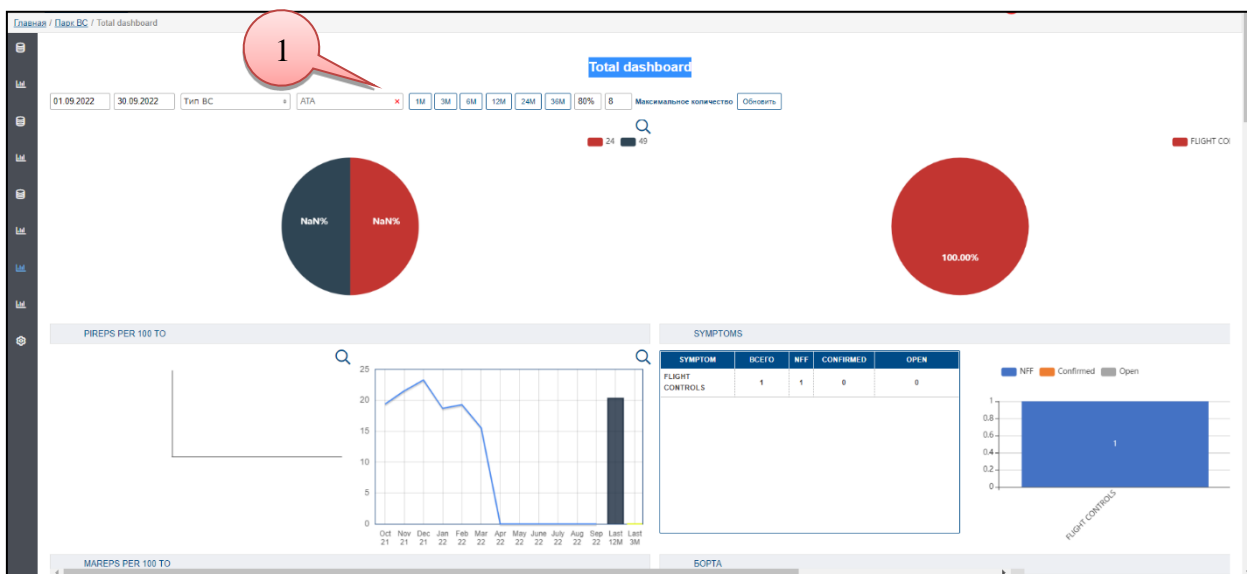 Главная / Парк ВС / Total dashboard
1
Total dashboard
01.09.2022 30.09.2022 Тип ВС ATA × 1M 3M 6M 12M 24M 36M 80% 8 Максимальное количество Обновить
24 49
FLIGHT CO
NaN% NaN%
100.00%
PIREPS PER 100 TO
SYMPTOMS
25
20
15
10
5
0
Oct 21 Nov 21 Dec 21 Jan 22 Feb 22 Mar 22 Apr 22 May 22 June 22 July 22 Aug 22 Sep 22 Last 12M Last 3M
SYMPTOM ВСЕГО NFF CONFIRMED OPEN
FLIGHT CONTROLS 1 1 0 0
NFF Confirmed Open
1
0.8
0.6
0.4
0.2
0
1
FLIGHT CONTROLS
MAREPS PER 100 TO
БОРТА